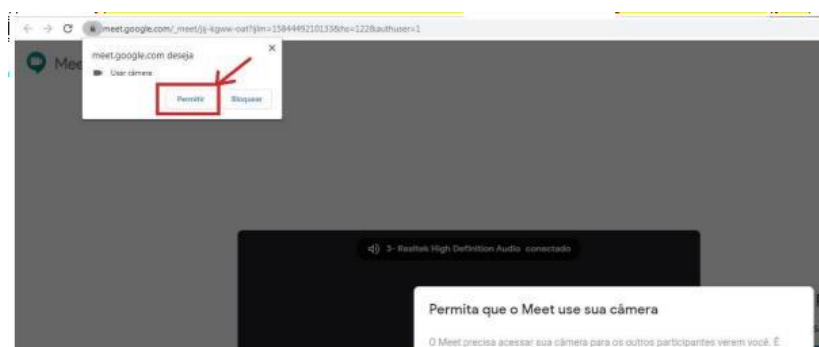 meet.google.com/_meet/jij-kgww-oat?ijlm=1584449210133&hs=122&authuser=1
meet.google.com deseja
Usar câmera
Permitir Bloquear
3- Realtek High Definition Audio conectado
Permita que o Meet use sua câmera
O Meet precisa acessar sua câmera para os outros participantes verem você. É